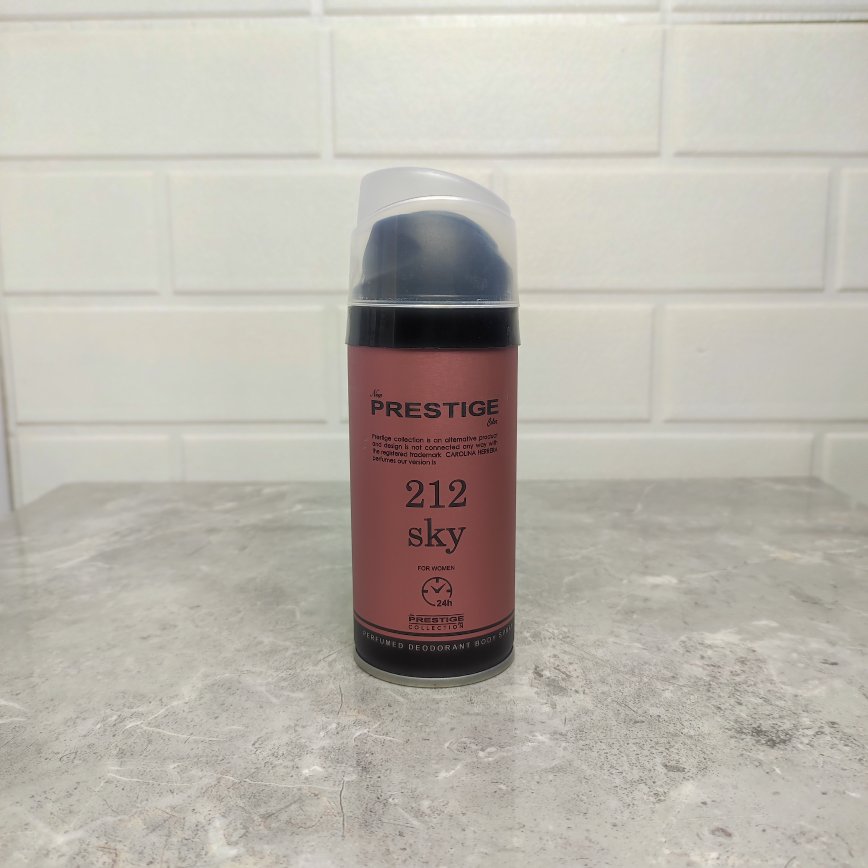 New
PRESTIGE
Prestige collection is an alternative product
and design is not connected any way with
the registered trademark CAROLINA HERRERA
perfumes our version is
212
sky
FOR WOMEN
24h
PRESTIGE
COLLECTION
PERFUMED DEODORANT BODY SPRAY